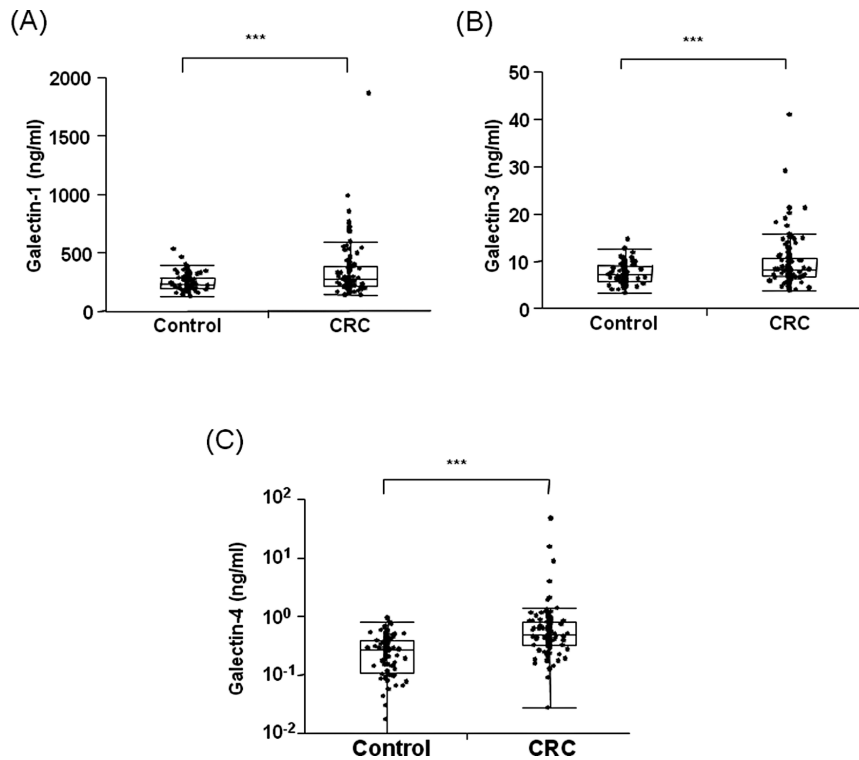 (A)
***
2000
1500
1000
500
0
Galectin-1 (ng/ml)
Control CRC
(B)
***
50
40
30
20
10
0
Galectin-3 (ng/ml)
Control CRC
(C)
***
10²
10¹
10⁰
10⁻¹
10⁻²
Galectin-4 (ng/ml)
Control CRC